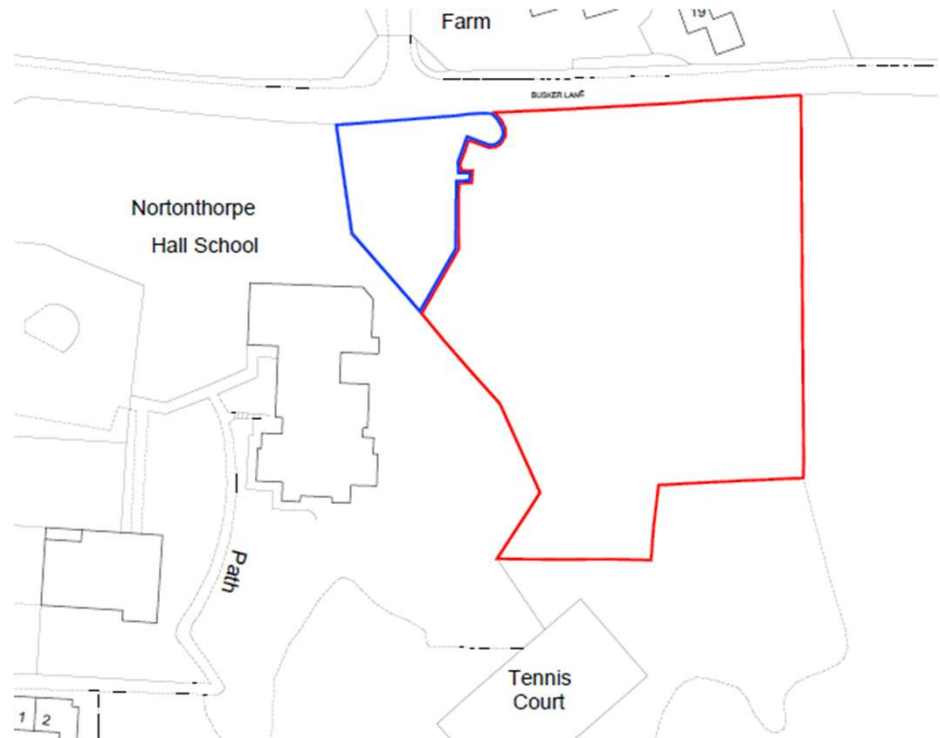 Farm
19
BUSKER LANE
Nortonthorpe
Hall School
Path
Tennis
Court
1 2